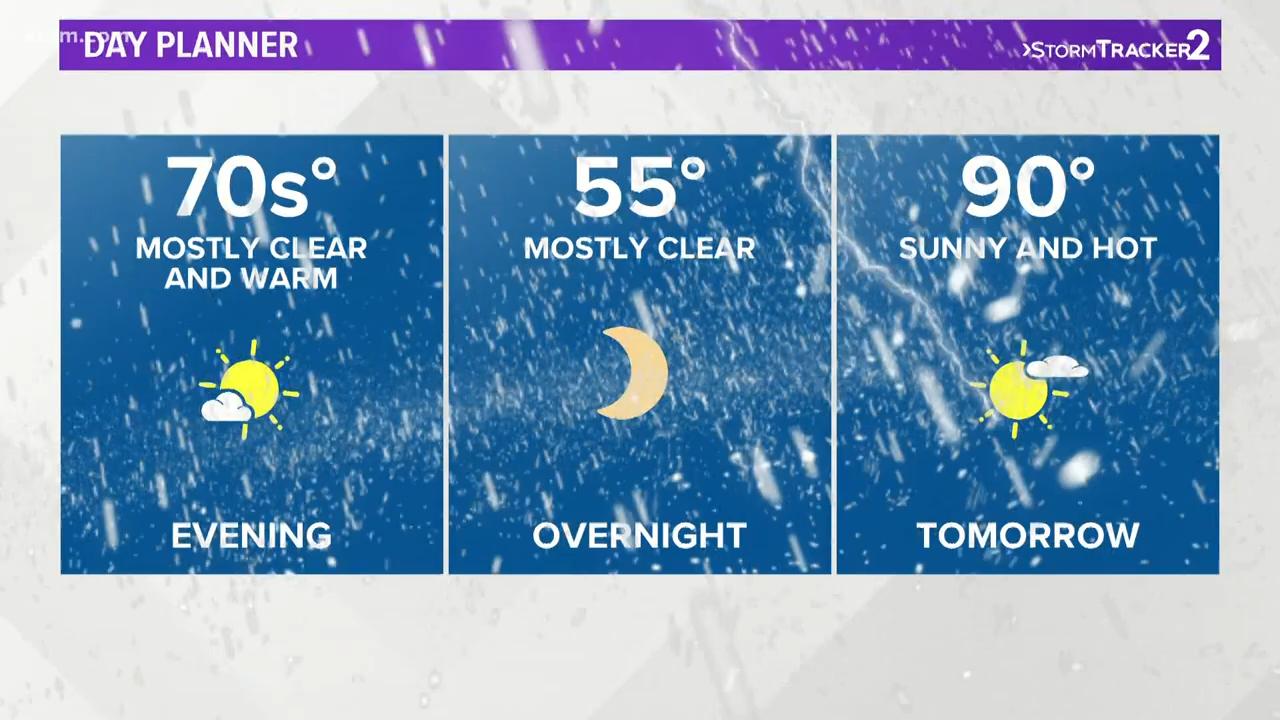 DAY PLANNER
STORMTRACKER2
70s°
MOSTLY CLEAR
AND WARM
EVENING
55°
MOSTLY CLEAR
OVERNIGHT
90°
SUNNY AND HOT
TOMORROW